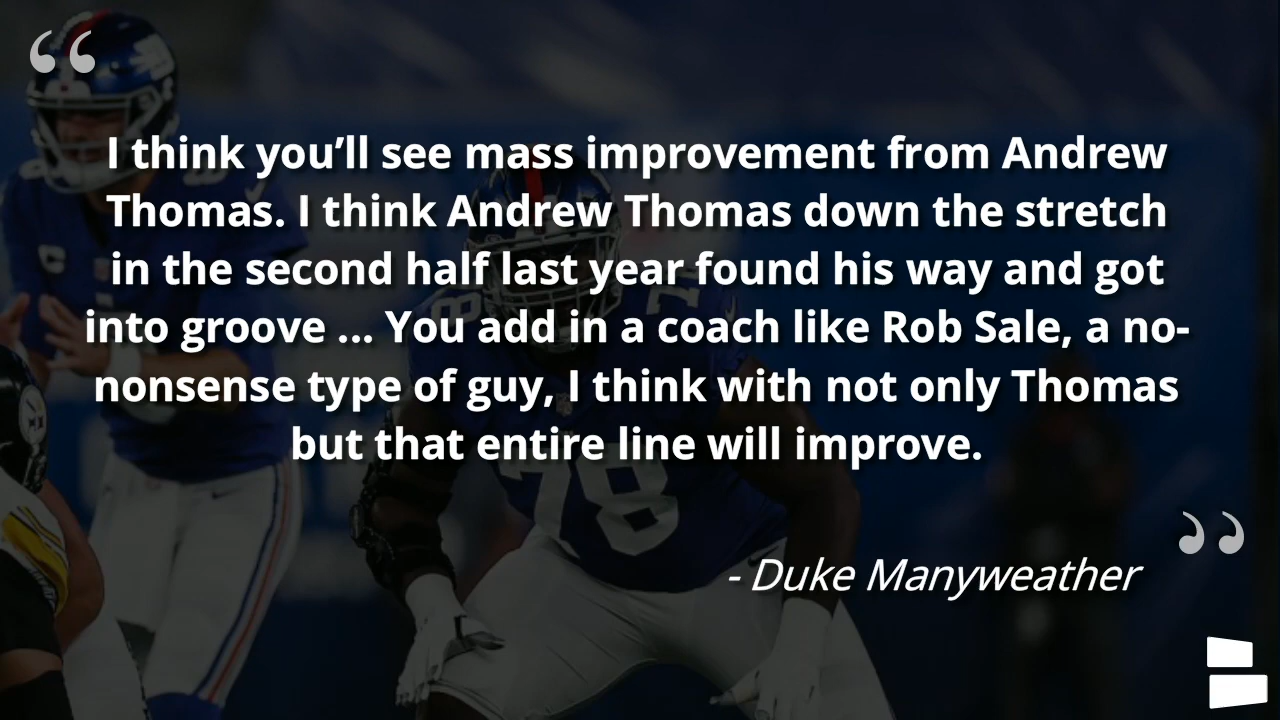 “
I think you’ll see mass improvement from Andrew
Thomas. I think Andrew Thomas down the stretch
in the second half last year found his way and got
into groove ... You add in a coach like Rob Sale, a no-
nonsense type of guy, I think with not only Thomas
but that entire line will improve.
”
- Duke Manyweather
78